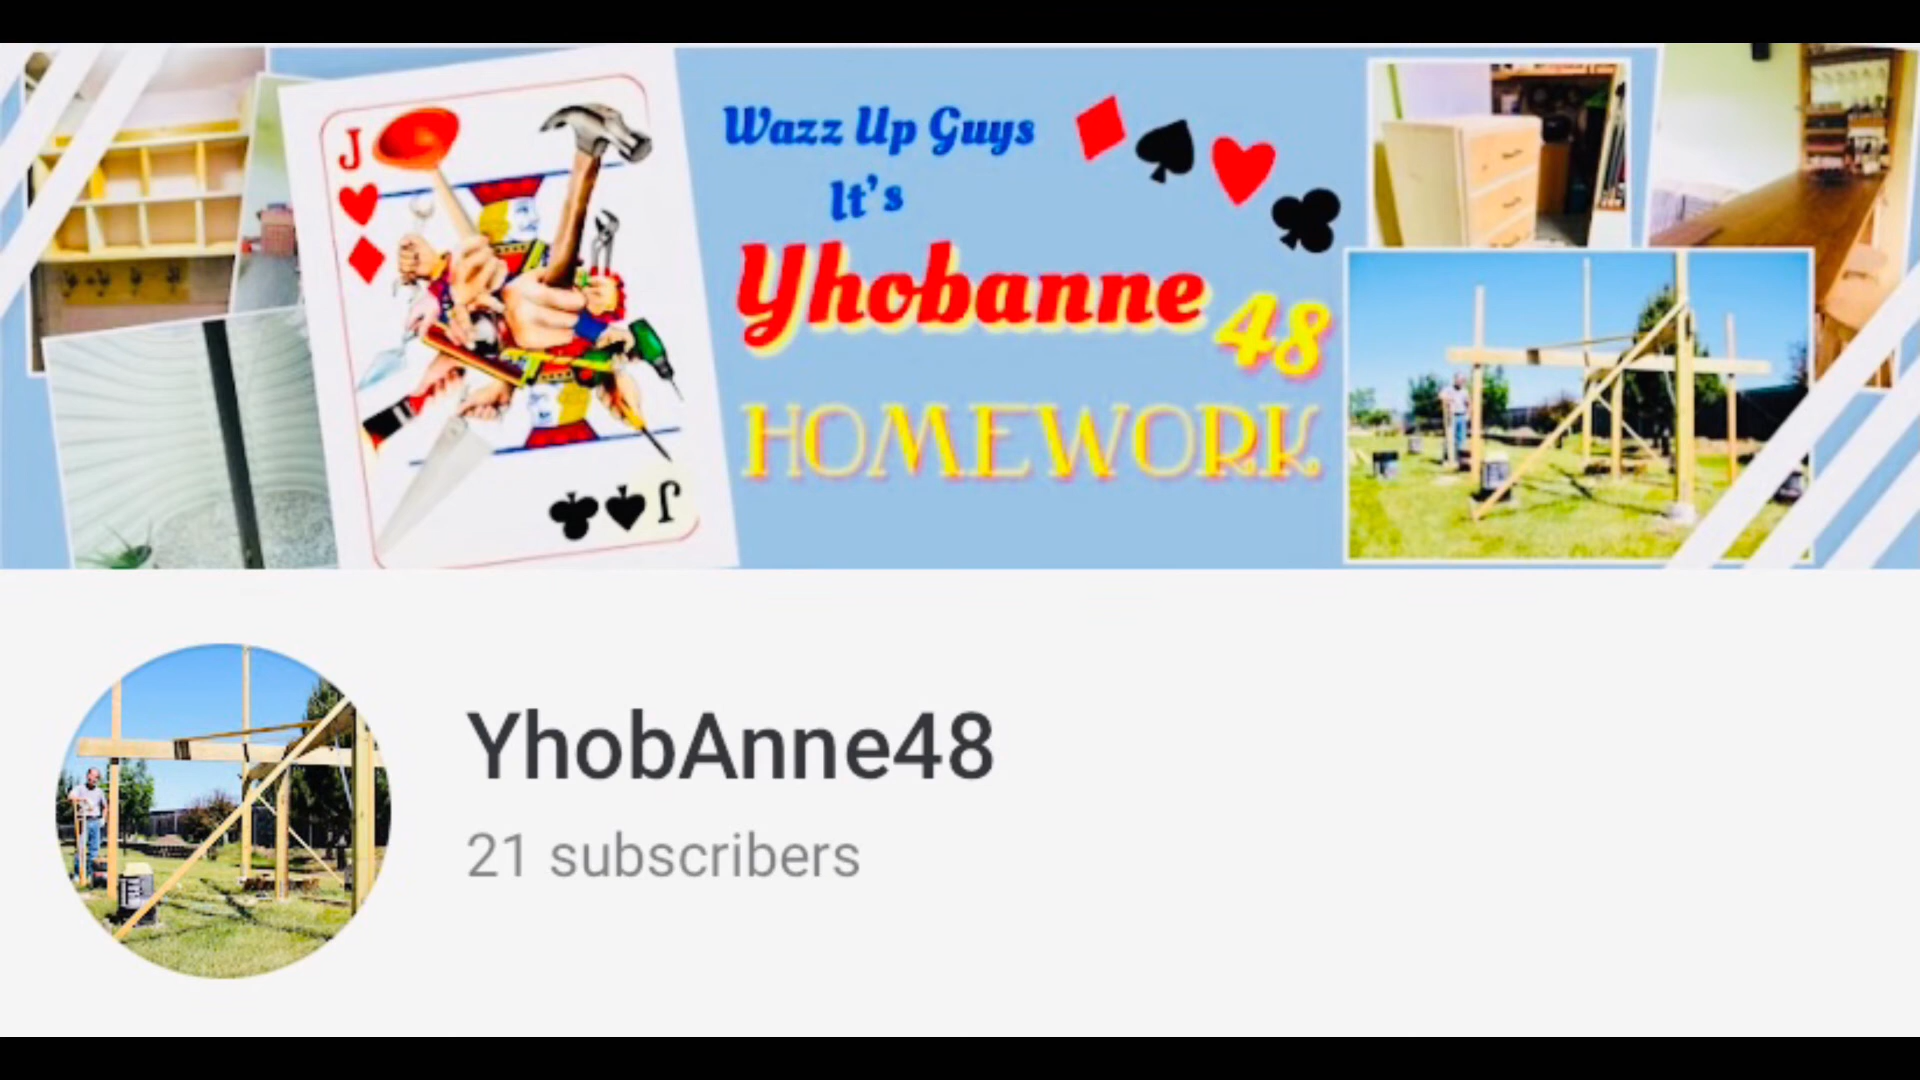 J
Wazz Up Guys
It's
Yhobanne 48
HOMEWORK
J
YhobAnne48
21 subscribers